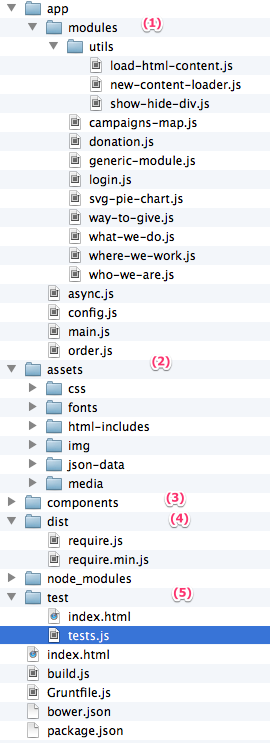 app
modules (1)
utils
load-html-content.js
new-content-loader.js
show-hide-div.js
campaigns-map.js
donation.js
generic-module.js
login.js
svg-pie-chart.js
way-to-give.js
what-we-do.js
where-we-work.js
who-we-are.js
async.js
config.js
main.js
order.js
assets (2)
css
fonts
html-includes
img
json-data
media
components (3)
dist (4)
require.js
require.min.js
node_modules
test (5)
index.html
tests.js
index.html
build.js
Gruntfile.js
bower.json
package.json